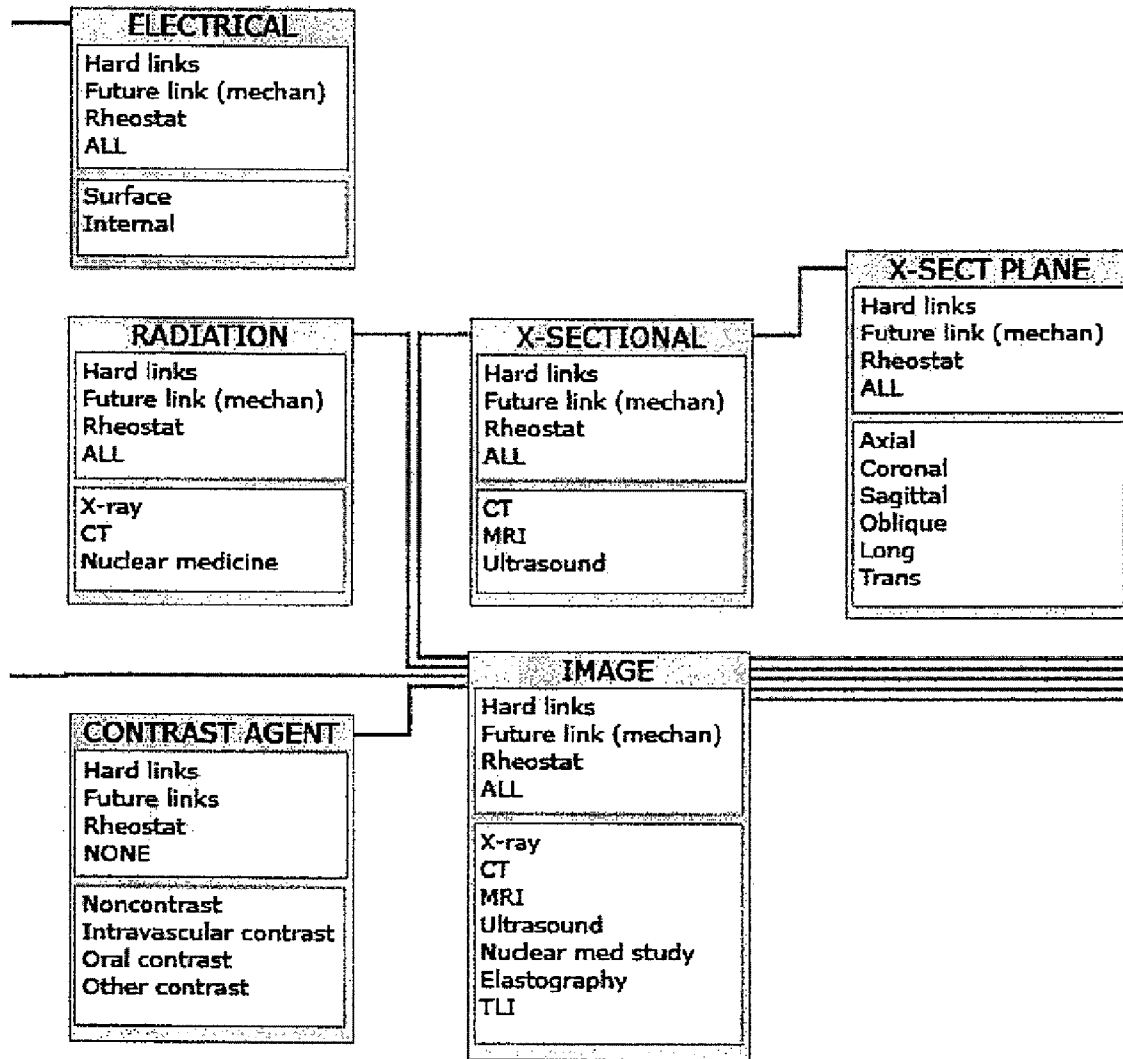 ELECTRICAL
Hard links
Future link (mechan)
Rheostat
ALL
Surface
Internal
X-SECT PLANE
Hard links
Future link (mechan)
Rheostat
ALL
Axial
Coronal
Sagittal
Oblique
Long
Trans
RADIATION
Hard links
Future link (mechan)
Rheostat
ALL
X-ray
CT
Nuclear medicine
X-SECTIONAL
Hard links
Future link (mechan)
Rheostat
ALL
CT
MRI
Ultrasound
IMAGE
Hard links
Future link (mechan)
Rheostat
ALL
X-ray
CT
MRI
Ultrasound
Nuclear med study
Elastography
TLI
CONTRAST AGENT
Hard links
Future links
Rheostat
NONE
Noncontrast
Intravascular contrast
Oral contrast
Other contrast